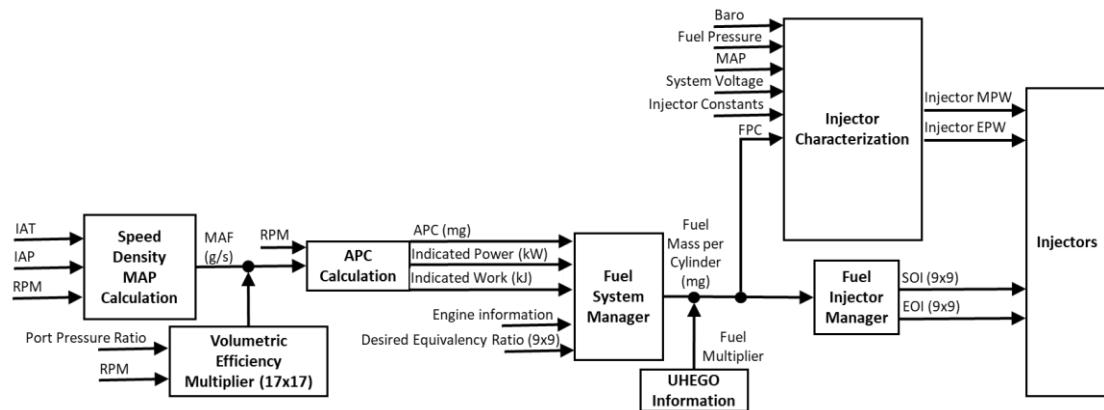 Baro
Fuel Pressure
MAP
System Voltage
Injector Constants
FPC
Injector
Characterization
Injector MPW
Injector EPW
Injectors
IAT
IAP
RPM
Speed
Density
MAP
Calculation
MAF
(g/s)
RPM
APC
Calculation
APC (mg)
Indicated Power (kW)
Indicated Work (kJ)
Engine information
Desired Equivalency Ratio (9x9)
Fuel
System
Manager
Fuel
Mass per
Cylinder
(mg)
Fuel
Injector
Manager
SOI (9x9)
EOI (9x9)
Port Pressure Ratio
RPM
Volumetric
Efficiency
Multiplier (17x17)
Fuel
Multiplier
UHEGO
Information